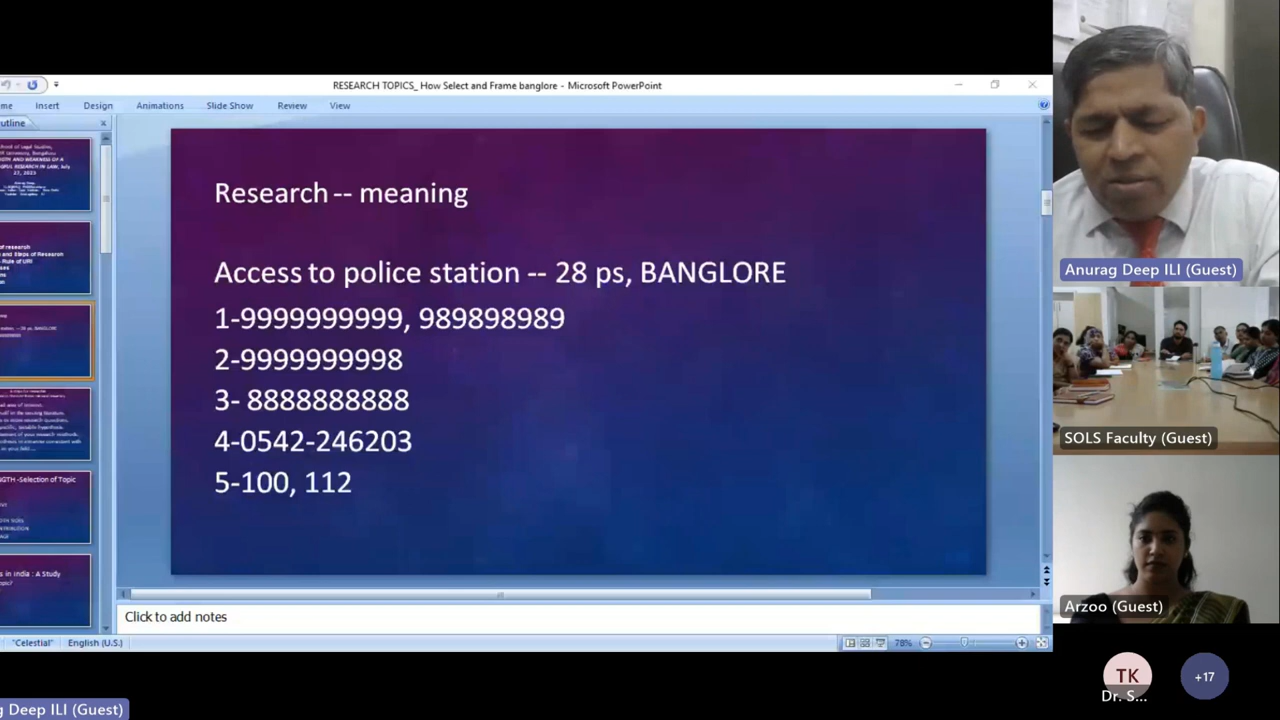 RESEARCH TOPICS_ How Select and Frame banglore - Microsoft PowerPoint
Insert Design Animations Slide Show Review View
Research -- meaning
Access to police station -- 28 ps, BANGLORE
1-9999999999, 989898989
2-9999999998
3- 8888888888
4-0542-246203
5-100, 112
Click to add notes
"Celestial" English (U.S.) 78%
Anurag Deep ILI (Guest)
SOLS Faculty (Guest)
Arzoo (Guest)
TK
+17
Dr. S...
g Deep ILI (Guest)